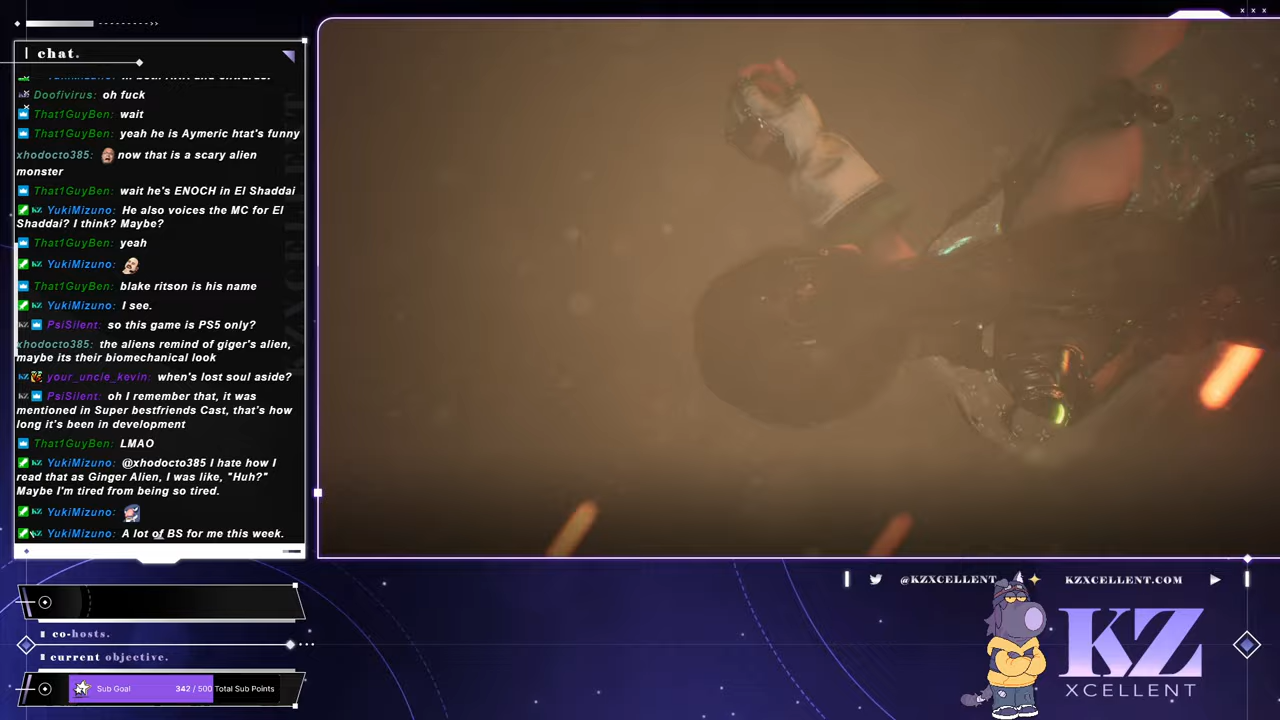 chat.
Doofivirus: oh fuck
That1GuyBen: wait
That1GuyBen: yeah he is Aymeric htat's funny
xhodocto385: now that is a scary alien
monster
That1GuyBen: wait he's ENOCH in El Shaddai
YukiMizuno: He also voices the MC for El
Shaddai? I think? Maybe?
That1GuyBen: yeah
YukiMizuno:
That1GuyBen: blake ritson is his name
YukiMizuno: I see.
PsiSilent: so this game is PS5 only?
xhodocto385: the aliens remind of giger's alien,
maybe its their biomechanical look
your_uncle_kevin: when's lost soul aside?
PsiSilent: oh I remember that, it was
mentioned in Super bestfriends Cast, that's how
long it's been in development
That1GuyBen: LMAO
YukiMizuno: @xhodocto385 I hate how I
read that as Ginger Alien, I was like, "Huh?"
Maybe I'm tired from being so tired.
YukiMizuno:
YukiMizuno: A lot of BS for me this week.
co-hosts.
current objective.
Sub Goal 342 / 500 Total Sub Points
@KZXCELLENT
KZXCELLENT.COM
KZ
XCELLENT